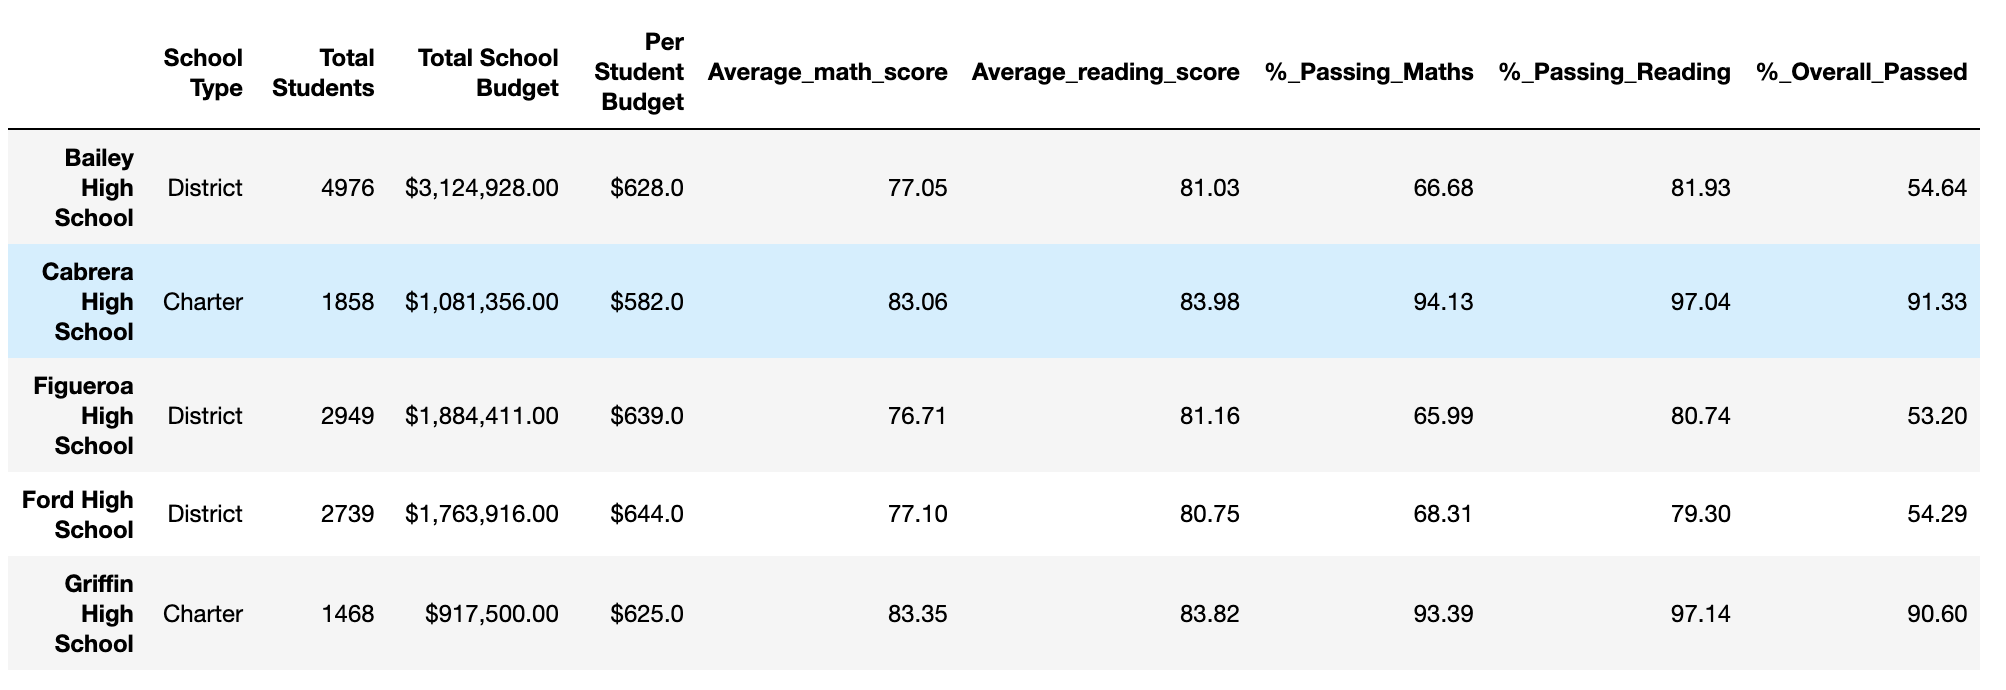 School Type Total Students Total School Budget Per Student Budget Average_math_score Average_reading_score %_Passing_Maths %_Passing_Reading %_Overall_Passed
Bailey High School District 4976 $3,124,928.00 $628.0 77.05 81.03 66.68 81.93 54.64
Cabrera High School Charter 1858 $1,081,356.00 $582.0 83.06 83.98 94.13 97.04 91.33
Figueroa High School District 2949 $1,884,411.00 $639.0 76.71 81.16 65.99 80.74 53.20
Ford High School District 2739 $1,763,916.00 $644.0 77.10 80.75 68.31 79.30 54.29
Griffin High School Charter 1468 $917,500.00 $625.0 83.35 83.82 93.39 97.14 90.60